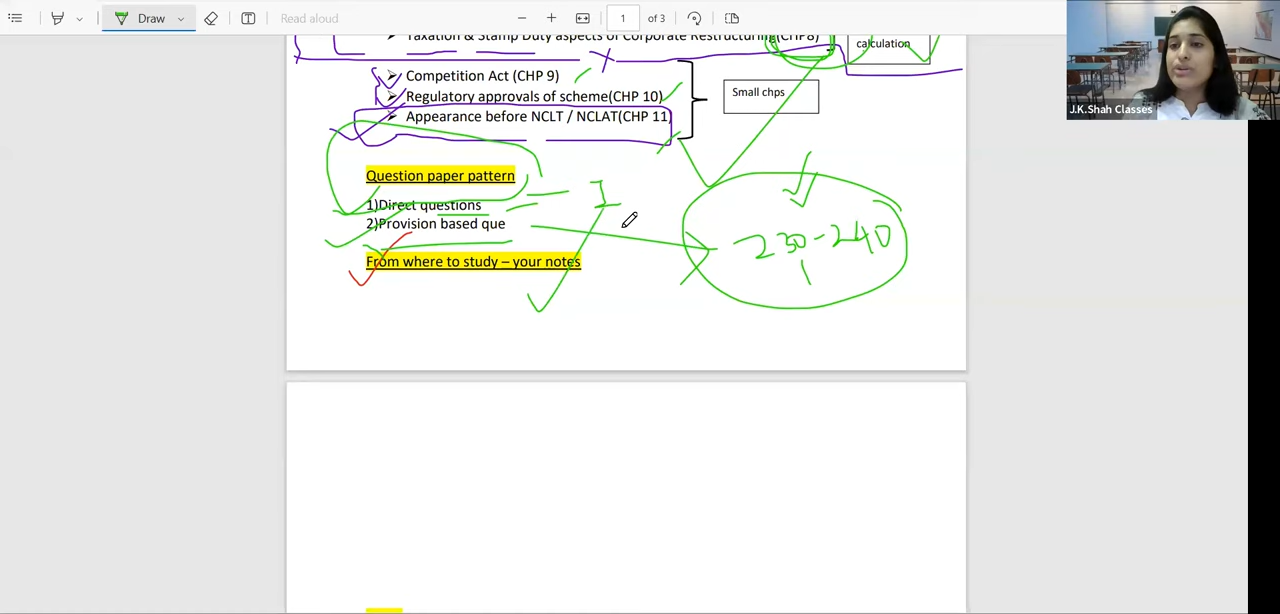 Draw
Read aloud
1 of 3
Taxation & Stamp Duty aspects of Corporate Restructuring(CHP8)
calculation
Competition Act (CHP 9)
Regulatory approvals of scheme(CHP 10)
Small chps
Appearance before NCLT / NCLAT(CHP 11)
Question paper pattern
1)Direct questions
2)Provision based que
230-240
From where to study – your notes
J.K.Shah Classes